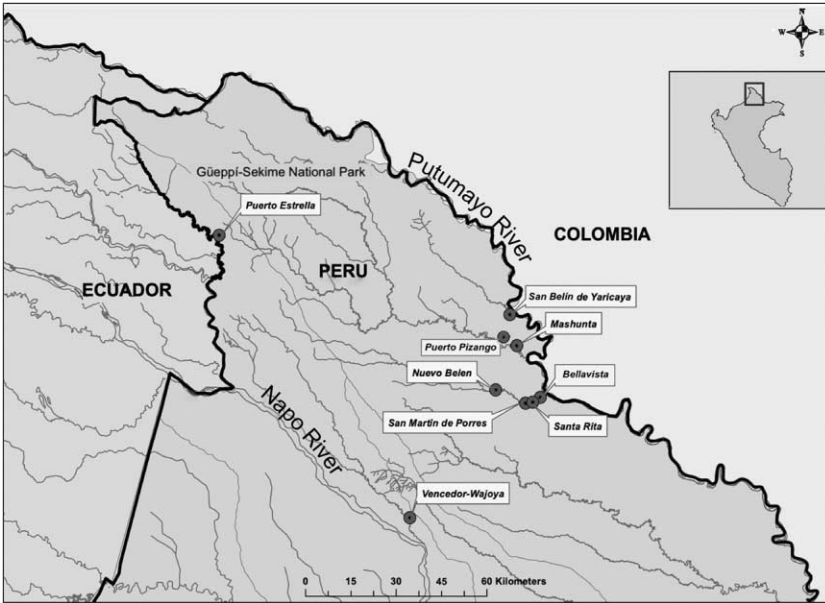 N
W E
S
Güeppí-Sekime National Park
Puerto Estrella
Putumayo River
COLOMBIA
PERU
ECUADOR
San Belín de Yaricaya
Mashunta
Puerto Pizango
Nuevo Belen
Bellavista
San Martin de Porres
Santa Rita
Napo River
Vencedor-Wajoya
0 15 30 45 60 Kilometers